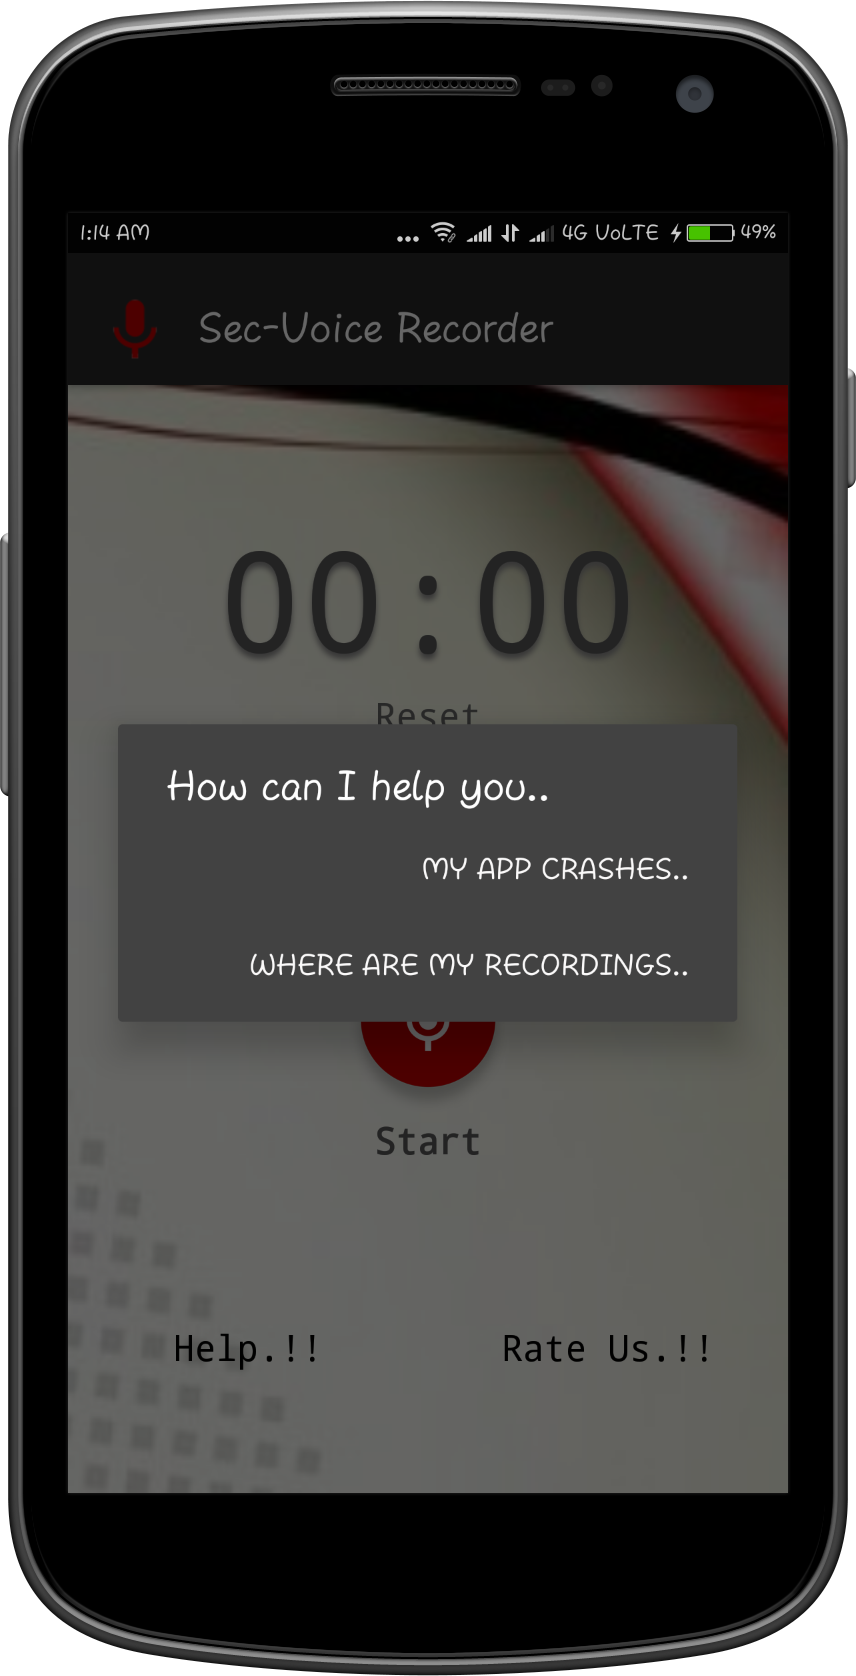 1:14 AM ... 4G VoLTE 49%
Sec-Voice Recorder
00:00
Reset
How can I help you..
MY APP CRASHES..
WHERE ARE MY RECORDINGS..
Start
Help.!! Rate Us.!!